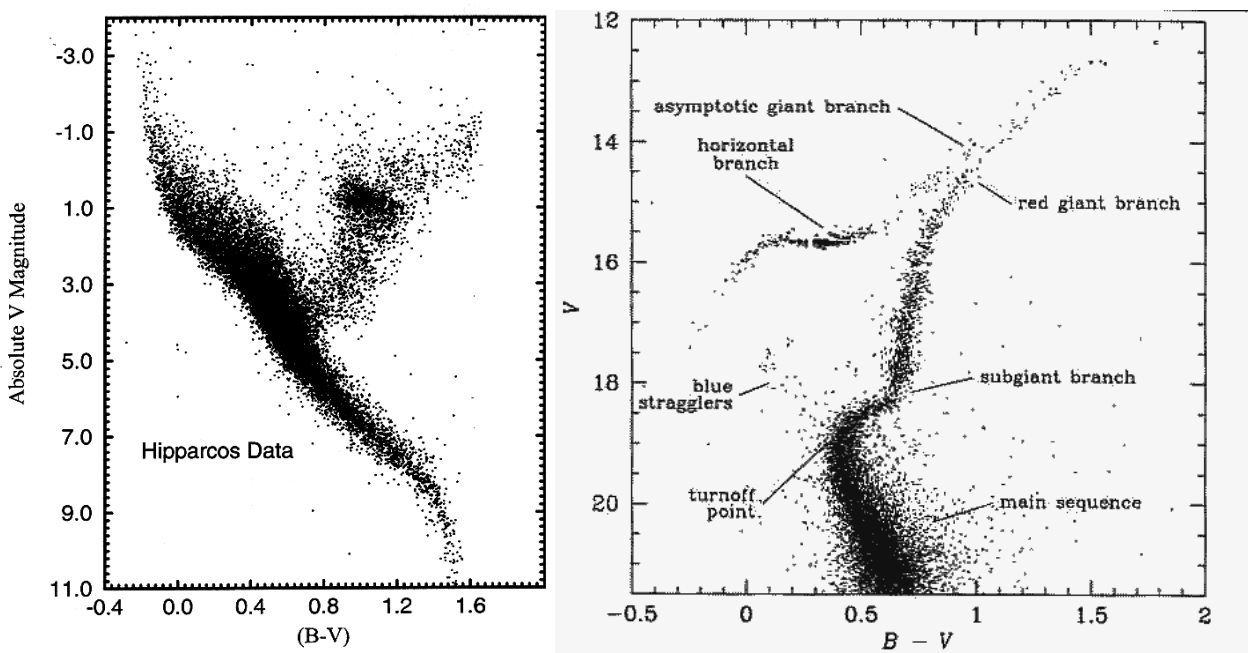 -3.0
-1.0
1.0
3.0
5.0
7.0
9.0
11.0
Absolute V Magnitude
Hipparcos Data
-0.4
0.0
0.4
0.8
1.2
1.6
(B-V)
12
14
16
18
20
V
asymptotic giant branch
horizontal
branch
red giant branch
subgiant branch
blue
stragglers
turnoff
point
main sequence
-0.5
0
0.5
1
1.5
2
B - V